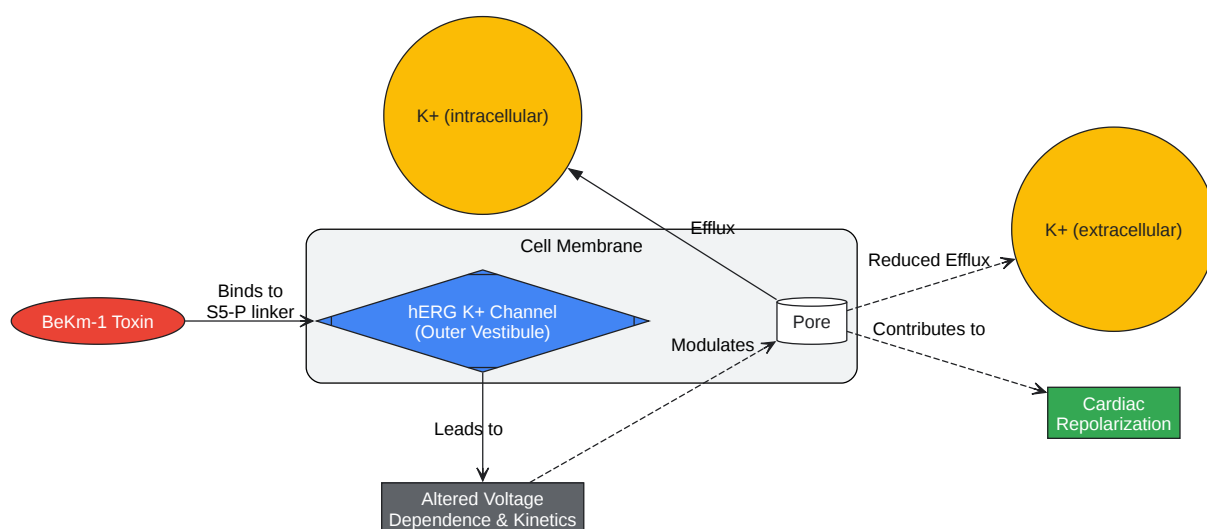 K+ (intracellular)
Efflux
K+ (extracellular)
Cell Membrane
Reduced Efflux
Binds to
S5-P linker
BeKm-1 Toxin
hERG K+ Channel
(Outer Vestibule)
Pore
Modulates
Contributes to
Cardiac
Repolarization
Leads to
Altered Voltage
Dependence & Kinetics